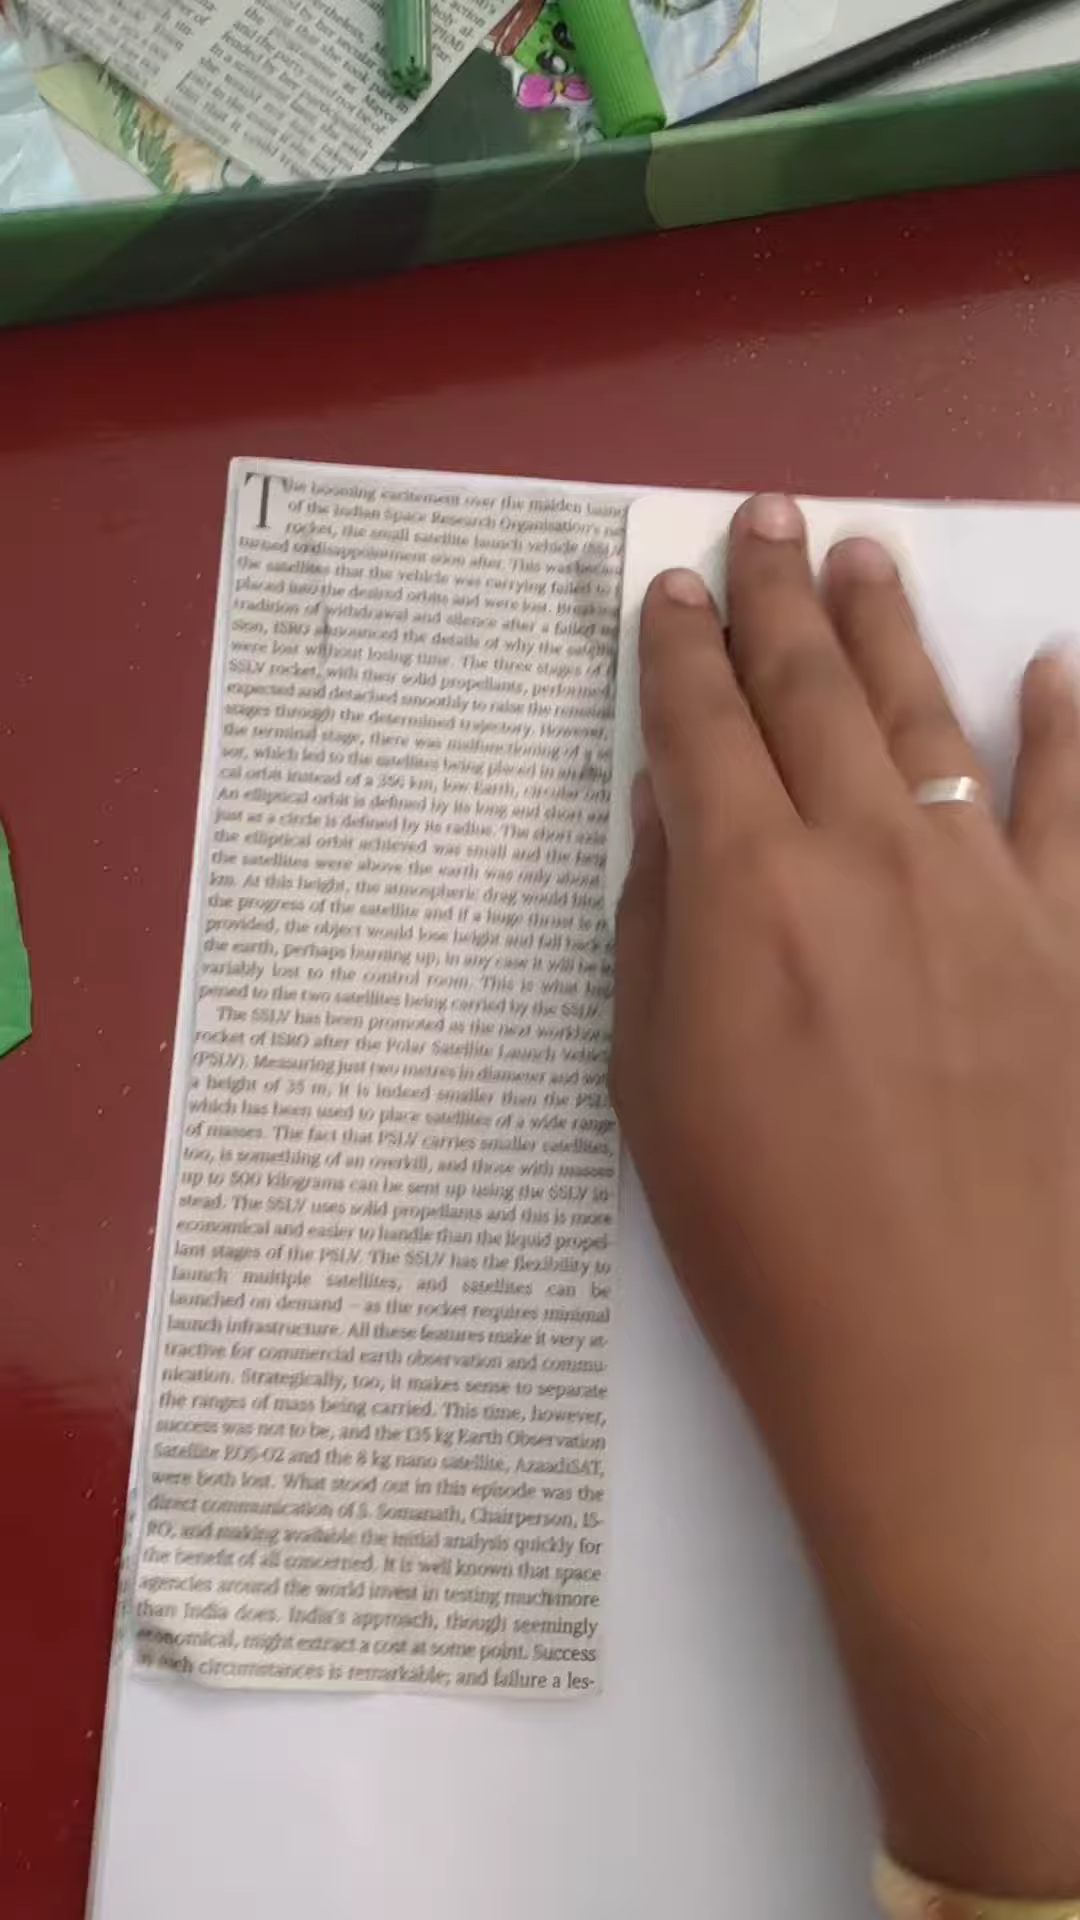 The booming excitement over the maiden
of the Indian Space Research Organisation's
rocket, the small satellite launch vehicle
turned to disappointment soon after. This was
the satellites that the vehicle was carrying failed to
placed into the desired orbits and were lost.
tradition of withdrawal and silence after a failed
sion, ISRO announced the details of why the
were lost without losing time. The three stages of
SSLV rocket, with their solid propellants, performed
expected and detached smoothly to raise the
stages through the determined trajectory. However,
the terminal stage, there was malfunctioning of a
sor, which led to the satellites being placed in an
cal orbit instead of a 356 km, low Earth, circular
An elliptical orbit is defined by its long and short
just as a circle is defined by its radius. The short axis
the elliptical orbit achieved was small and the
the satellites were above the earth was only about
km. At this height, the atmospheric drag would
the progress of the satellite and if a huge thrust is
provided, the object would lose height and fall back
the earth, perhaps burning up; in any case it will be
variably lost to the control room. This is what
pened to the two satellites being carried by the SSLV.
The SSLV has been promoted as the next
rocket of ISRO after the Polar Satellite Launch
(PSLV). Measuring just two metres in diameter and
a height of 35 m, it is indeed smaller than the
which has been used to place satellites of a wide range
of masses. The fact that PSLV carries smaller satellites,
too, is something of an overkill, and those with masses
up to 500 kilograms can be sent up using the SSLV in-
stead. The SSLV uses solid propellants and this is more
economical and easier to handle than the liquid propel-
lant stages of the PSLV. The SSLV has the flexibility to
launch multiple satellites, and satellites can be
launched on demand – as the rocket requires minimal
launch infrastructure. All these features make it very at-
tractive for commercial earth observation and commu-
nication. Strategically, too, it makes sense to separate
the ranges of mass being carried. This time, however,
success was not to be, and the 135 kg Earth Observation
Satellite EOS-02 and the 8 kg nano satellite, AzaadiSAT,
were both lost. What stood out in this episode was the
direct communication of S. Somanath, Chairperson, IS-
RO, and making available the initial analysis quickly for
the benefit of all concerned. It is well known that space
agencies around the world invest in testing much more
than India does. India's approach, though seemingly
economical, might extract a cost at some point. Success
in such circumstances is remarkable; and failure a les-